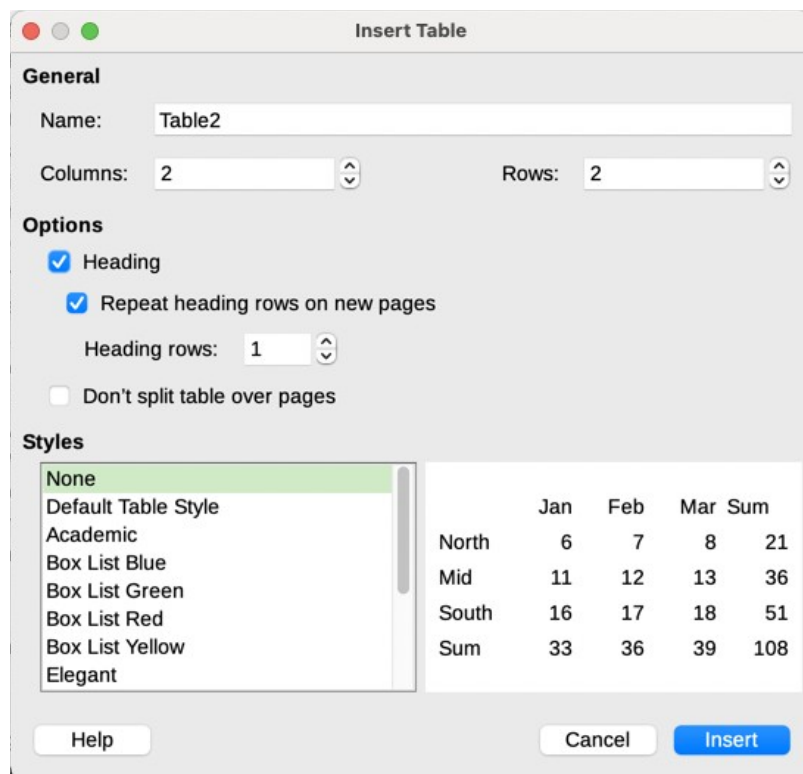 Insert Table
General
Name: Table2
Columns: 2 Rows: 2
Options
Heading
Repeat heading rows on new pages
Heading rows: 1
Don't split table over pages
Styles
None
Default Table Style
Academic
Box List Blue
Box List Green
Box List Red
Box List Yellow
Elegant
Jan Feb Mar Sum
North 6 7 8 21
Mid 11 12 13 36
South 16 17 18 51
Sum 33 36 39 108
Help Cancel Insert